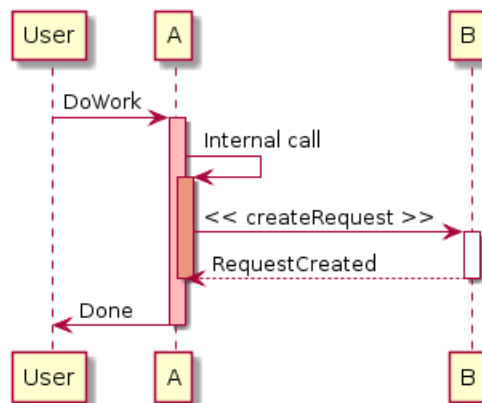 User A B
DoWork
Internal call
<< createRequest >>
RequestCreated
Done
User A B